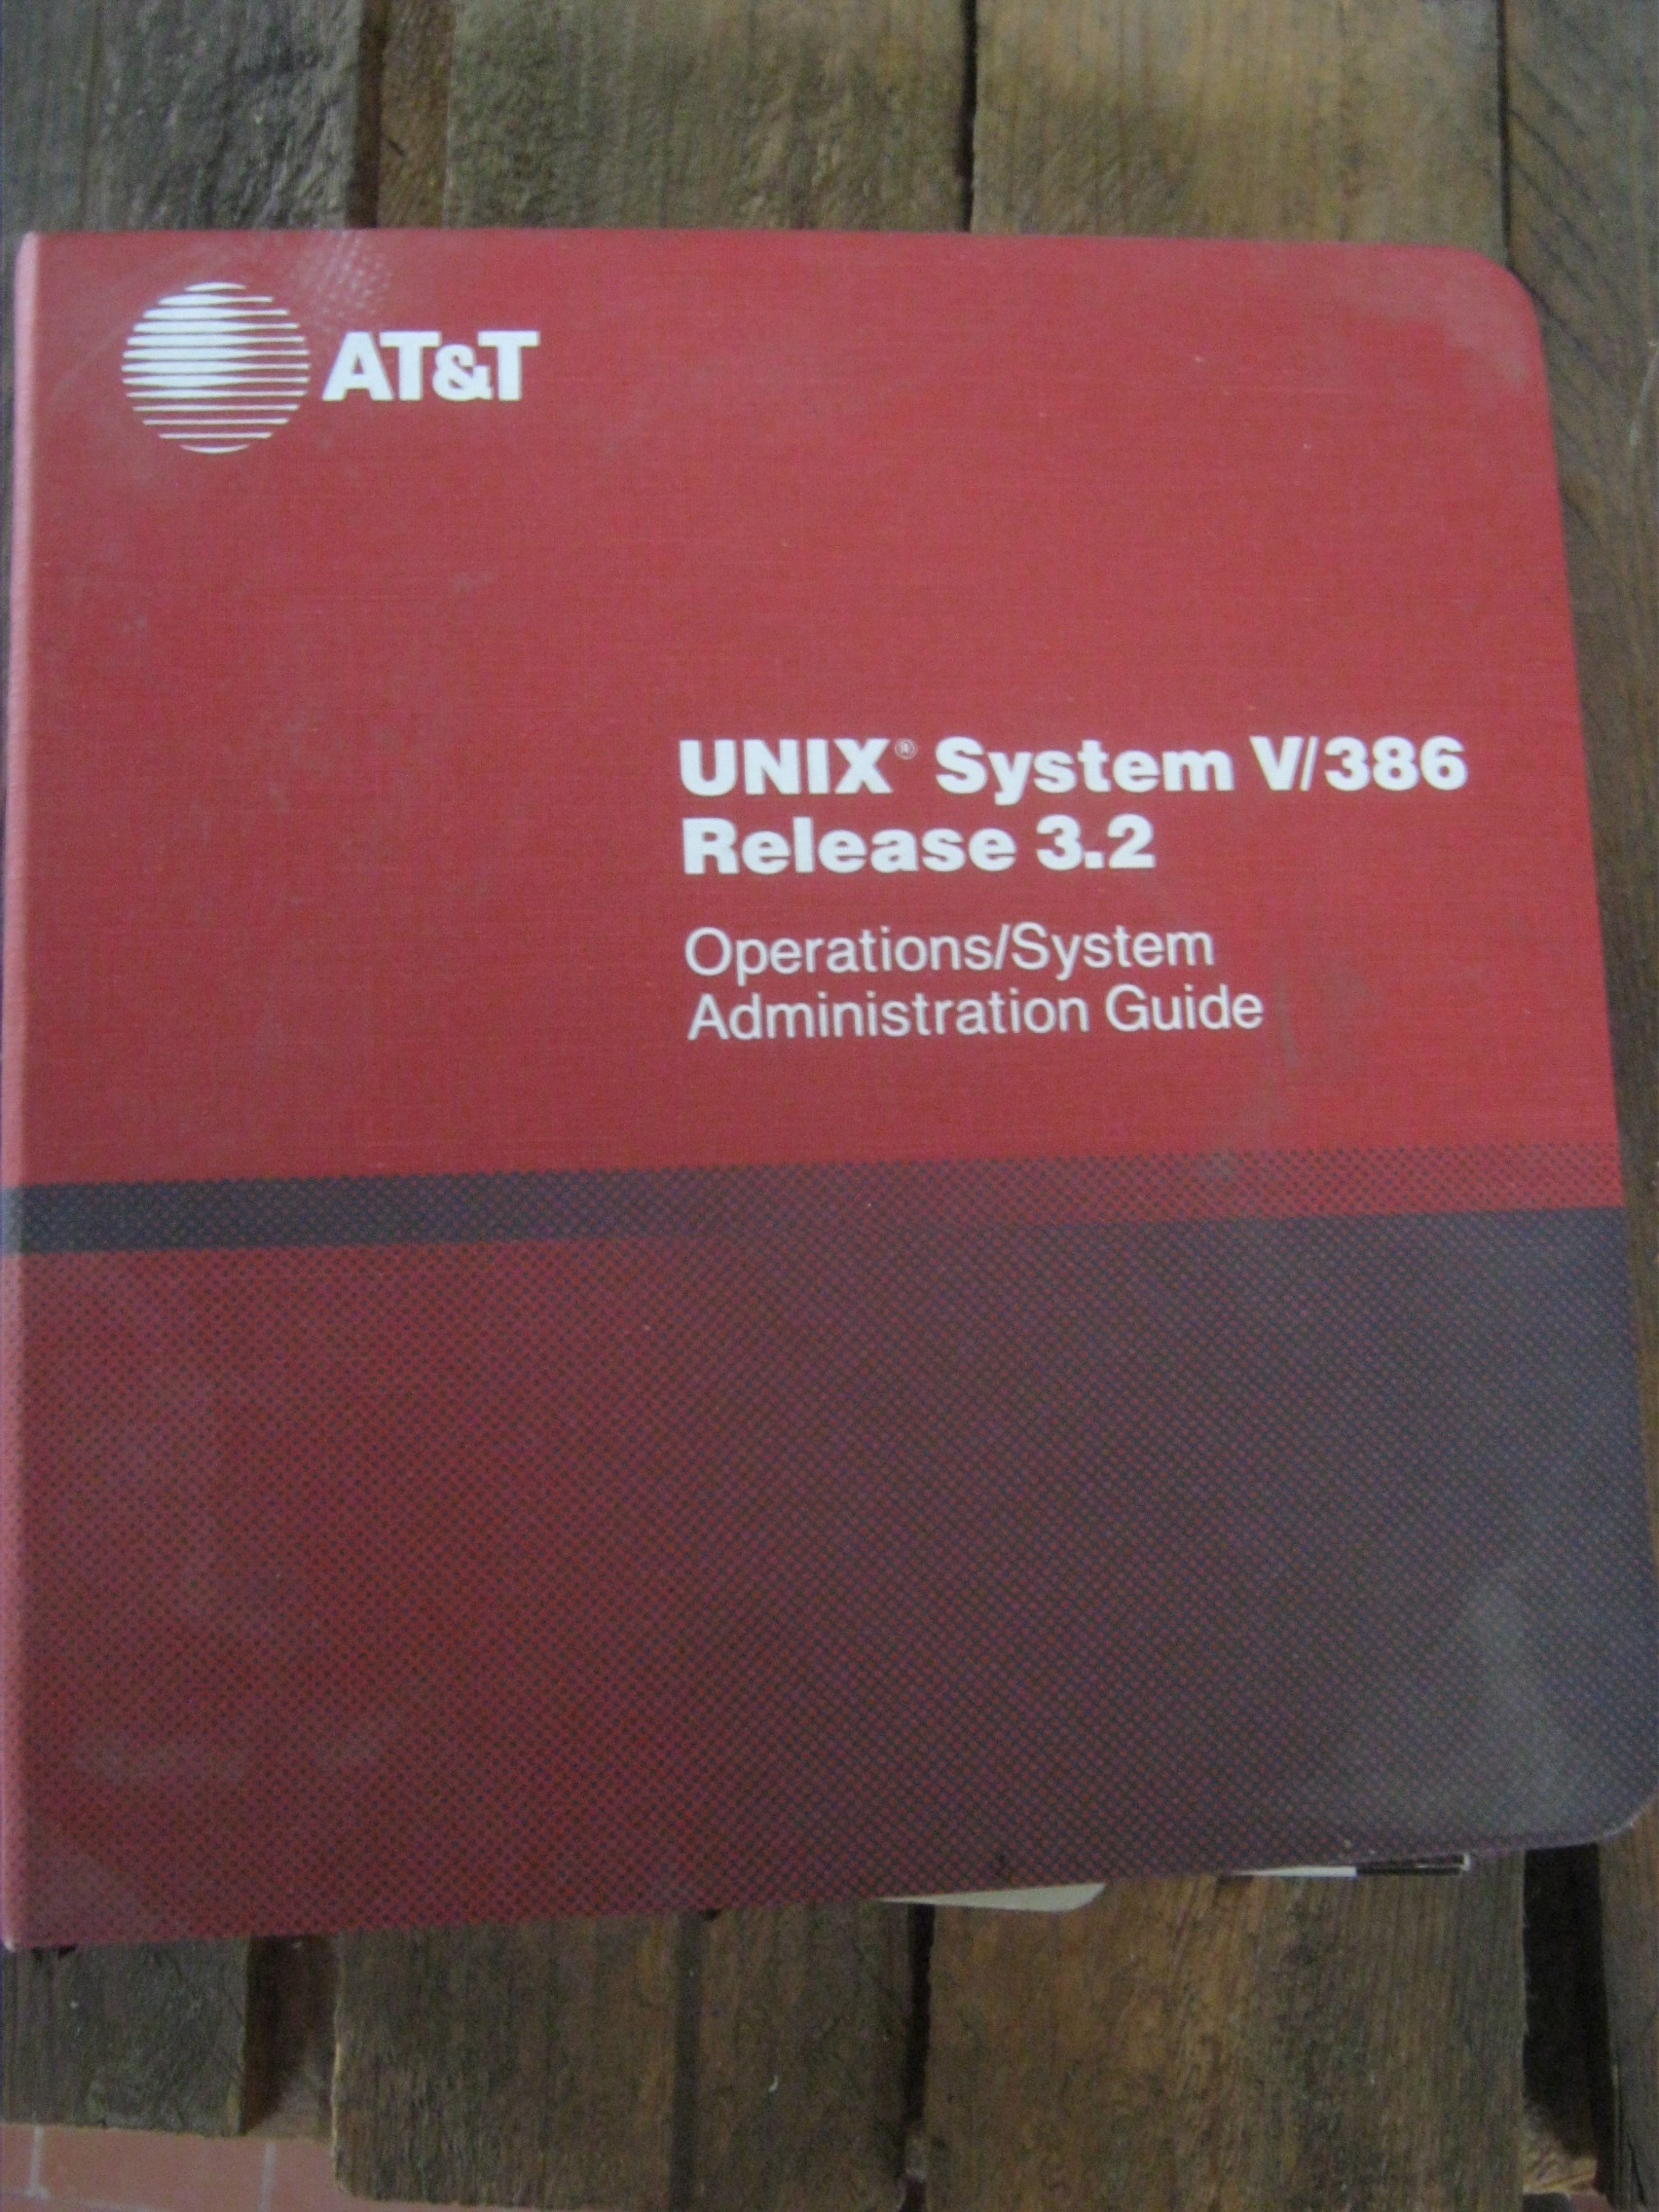 AT&T
UNIX® System V/386
Release 3.2
Operations/System
Administration Guide